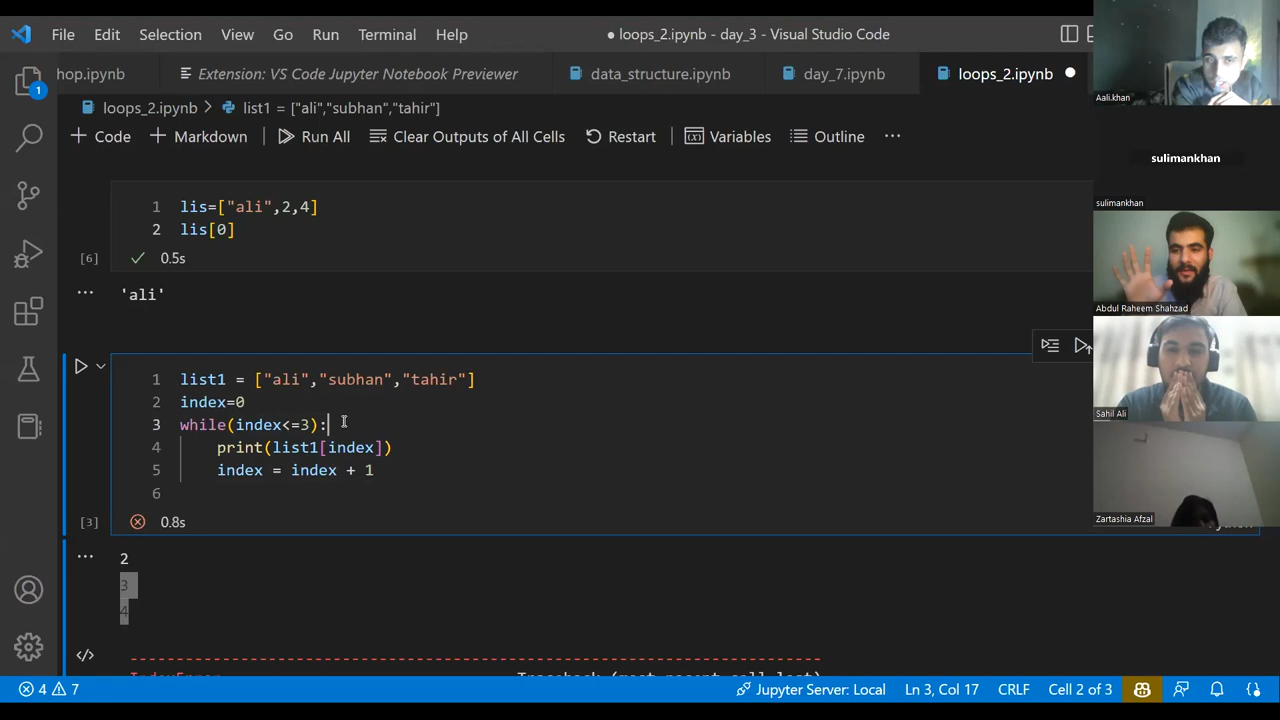 File Edit Selection View Go Run Terminal Help
● loops_2.ipynb - day_3 - Visual Studio Code
hop.ipynb
Extension: VS Code Jupyter Notebook Previewer
data_structure.ipynb
day_7.ipynb
loops_2.ipynb
loops_2.ipynb > list1 = ["ali","subhan","tahir"]
+ Code + Markdown Run All Clear Outputs of All Cells Restart Variables Outline ...
1 lis=["ali",2,4]
2 lis[0]
[6] 0.5s
... 'ali'
1 list1 = ["ali","subhan","tahir"]
2 index=0
3 while(index<=3):
4 print(list1[index])
5 index = index + 1
6
[3] 0.8s
... 2
3
4
--------------------------------------------------------------------------
1
4 7
Jupyter Server: Local
Ln 3, Col 17
CRLF
Cell 2 of 3
Aali.khan
sulimankhan
sulimankhan
Abdul Raheem Shahzad
Sahil Ali
Zartashia Afzal